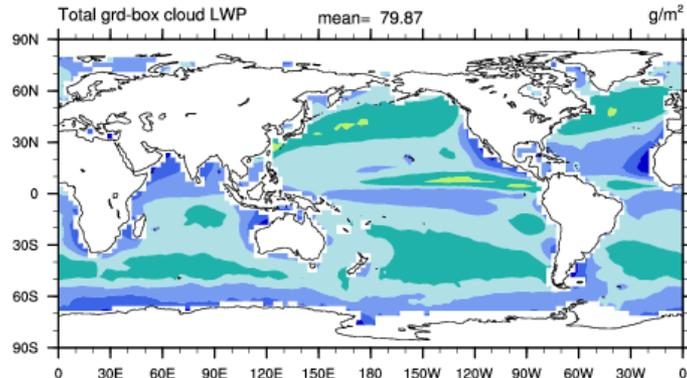 Total grd-box cloud LWP mean= 79.87 g/m²
90N
60N
30N
0
30S
60S
90S
0 30E 60E 90E 120E 150E 180 150W 120W 90W 60W 30W 0